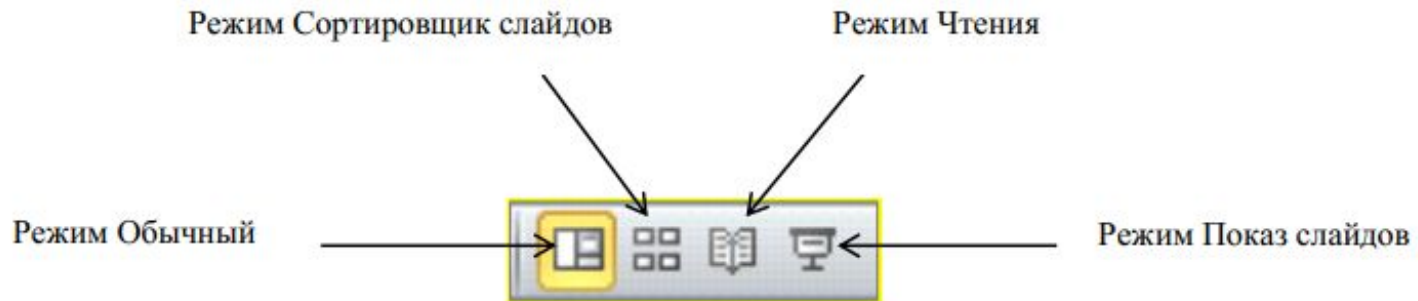 Режим Сортировщик слайдов
Режим Чтения
Режим Обычный
Режим Показ слайдов